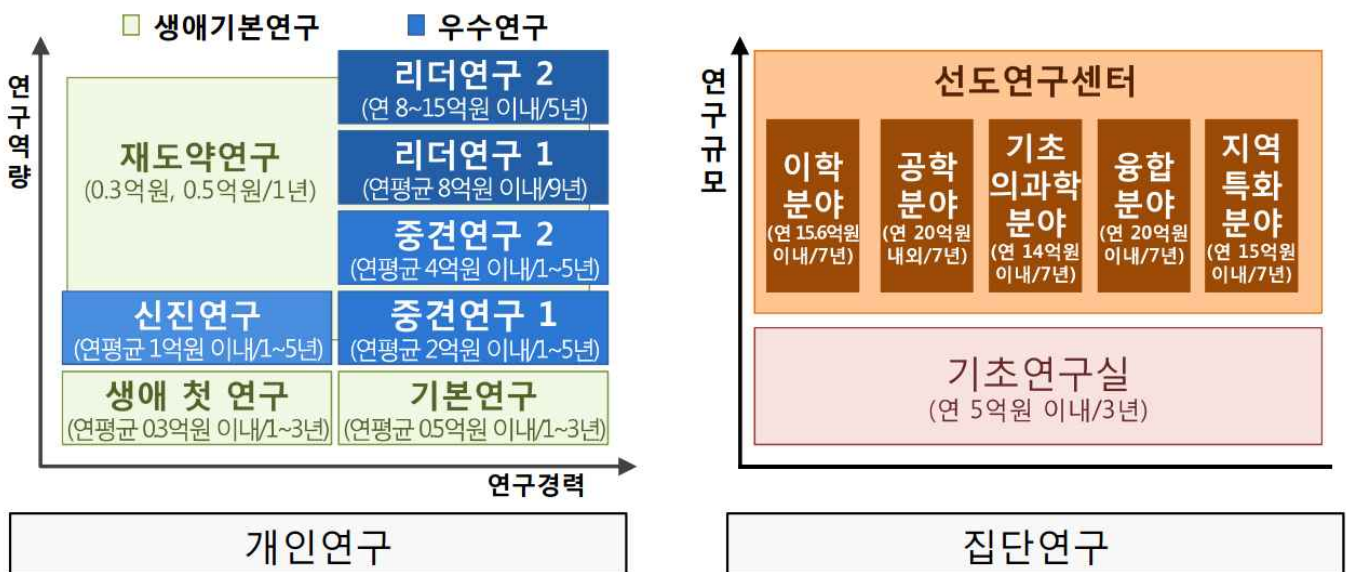 생애기본연구
우수연구
연구역량
리더연구 2
(연 8~15억원 이내/5년)
재도약연구
(0.3억원, 0.5억원/1년)
리더연구 1
(연평균 8억원 이내/9년)
중견연구 2
(연평균 4억원 이내/1~5년)
신진연구
(연평균 1억원 이내/1~5년)
중견연구 1
(연평균 2억원 이내/1~5년)
생애 첫 연구
(연평균 0.3억원 이내/1~3년)
기본연구
(연평균 0.5억원 이내/1~3년)
연구경력
개인연구
연구규모
선도연구센터
이학
분야
(연 15.6억원
이내/7년)
공학
분야
(연 20억원
내외/7년)
기초
의과학
분야
(연 14억원
이내/7년)
융합
분야
(연 20억원
이내/7년)
지역
특화
분야
(연 15억원
이내/7년)
기초연구실
(연 5억원 이내/3년)
집단연구